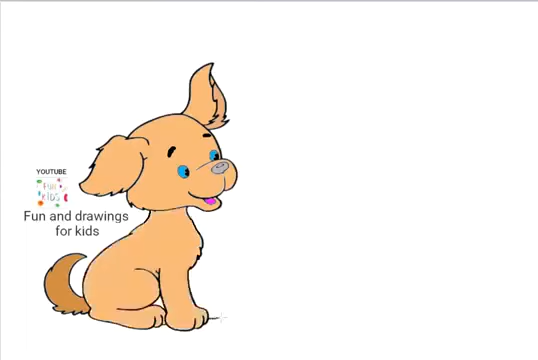 YOUTUBE
FUN
KIDS
Fun and drawings
for kids